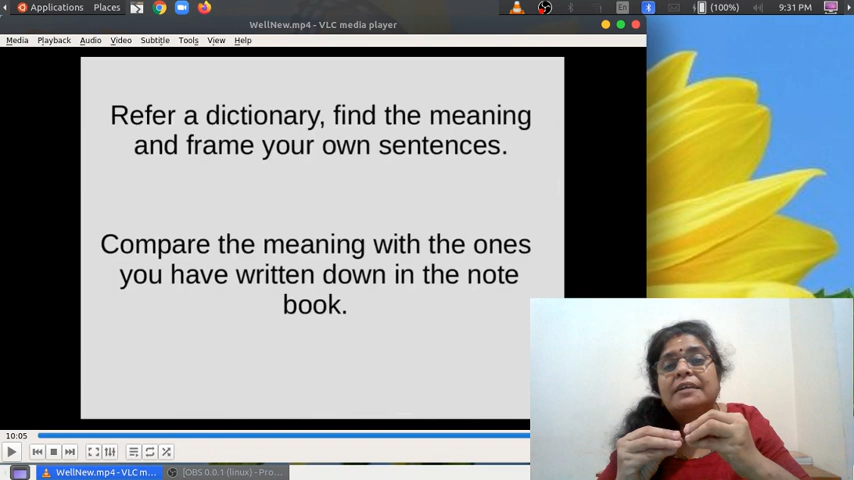 Applications Places En (100%) 9:31 PM
WellNew.mp4 - VLC media player
Media Playback Audio Video Subtitle Tools View Help
Refer a dictionary, find the meaning
and frame your own sentences.
Compare the meaning with the ones
you have written down in the note
book.
10:05
WellNew.mp4 - VLC m... [OBS 0.0.1 (linux) - Pro...